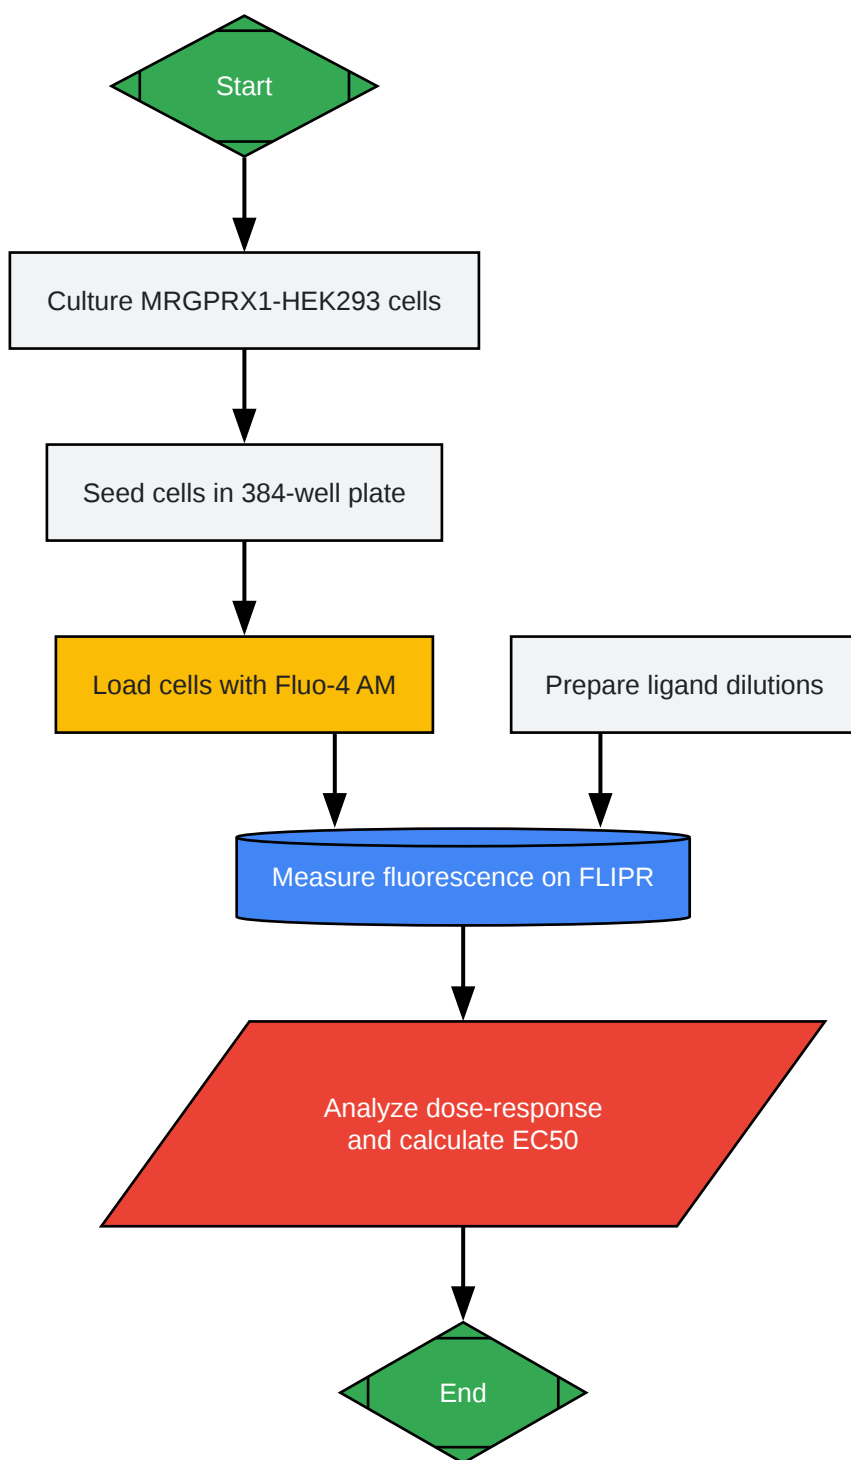 Start
Culture MRGPRX1-HEK293 cells
Seed cells in 384-well plate
Load cells with Fluo-4 AM
Prepare ligand dilutions
Measure fluorescence on FLIPR
Analyze dose-response
and calculate EC50
End